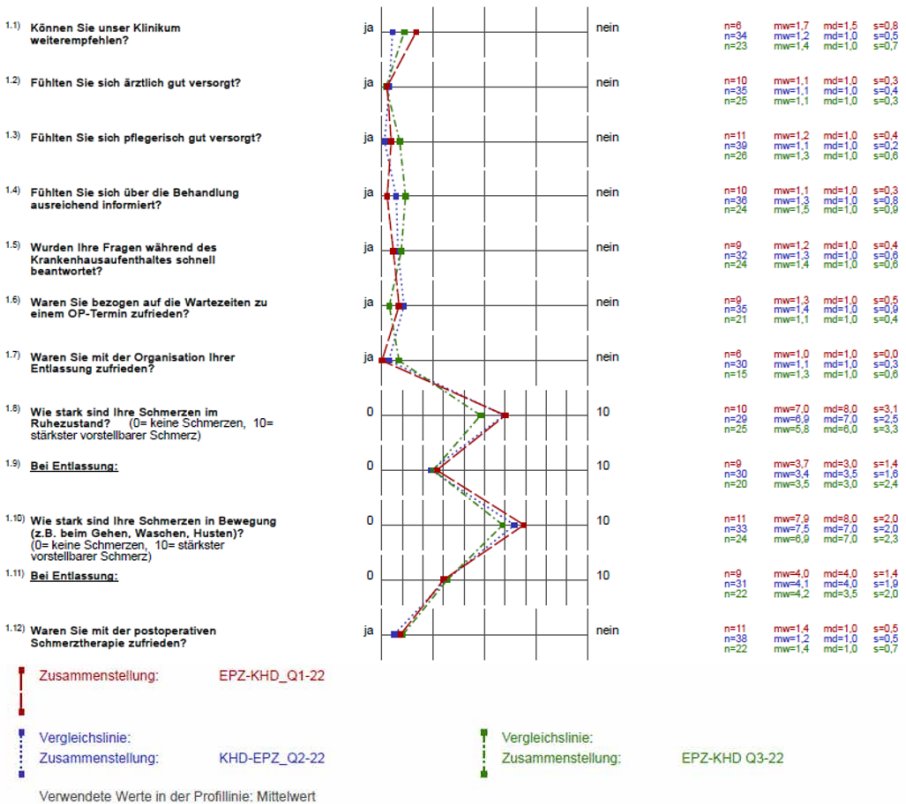 1.1) Können Sie unser Klinikum
weiterempfehlen?
ja
nein
n=6 mw=1,7 md=1,5 s=0,8
n=34 mw=1,2 md=1,0 s=0,5
n=23 mw=1,4 md=1,0 s=0,7
1.2) Fühlten Sie sich ärztlich gut versorgt?
ja
nein
n=10 mw=1,1 md=1,0 s=0,3
n=35 mw=1,1 md=1,0 s=0,4
n=25 mw=1,1 md=1,0 s=0,3
1.3) Fühlten Sie sich pflegerisch gut versorgt?
ja
nein
n=11 mw=1,2 md=1,0 s=0,4
n=39 mw=1,1 md=1,0 s=0,2
n=26 mw=1,3 md=1,0 s=0,6
1.4) Fühlten Sie sich über die Behandlung
ausreichend informiert?
ja
nein
n=10 mw=1,1 md=1,0 s=0,3
n=36 mw=1,3 md=1,0 s=0,8
n=24 mw=1,5 md=1,0 s=0,9
1.5) Wurden Ihre Fragen während des
Krankenhausaufenthaltes schnell
beantwortet?
ja
nein
n=9 mw=1,2 md=1,0 s=0,4
n=32 mw=1,3 md=1,0 s=0,6
n=24 mw=1,4 md=1,0 s=0,6
1.6) Waren Sie bezogen auf die Wartezeiten zu
einem OP-Termin zufrieden?
ja
nein
n=9 mw=1,3 md=1,0 s=0,5
n=35 mw=1,4 md=1,0 s=0,9
n=21 mw=1,1 md=1,0 s=0,4
1.7) Waren Sie mit der Organisation Ihrer
Entlassung zufrieden?
ja
nein
n=6 mw=1,0 md=1,0 s=0,0
n=30 mw=1,1 md=1,0 s=0,3
n=15 mw=1,3 md=1,0 s=0,6
1.8) Wie stark sind Ihre Schmerzen im
Ruhezustand? (0= keine Schmerzen, 10=
stärkster vorstellbarer Schmerz)
0
10
n=10 mw=7,0 md=8,0 s=3,1
n=29 mw=6,9 md=7,0 s=2,5
n=25 mw=5,8 md=6,0 s=3,3
1.9) Bei Entlassung:
0
10
n=9 mw=3,7 md=3,0 s=1,4
n=30 mw=3,4 md=3,5 s=1,6
n=20 mw=3,5 md=3,0 s=2,4
1.10) Wie stark sind Ihre Schmerzen in Bewegung
(z.B. beim Gehen, Waschen, Husten)?
(0= keine Schmerzen, 10= stärkster
vorstellbarer Schmerz)
0
10
n=11 mw=7,9 md=8,0 s=2,0
n=33 mw=7,5 md=7,0 s=2,0
n=24 mw=6,9 md=7,0 s=2,3
1.11) Bei Entlassung:
0
10
n=9 mw=4,0 md=4,0 s=1,4
n=31 mw=4,1 md=4,0 s=1,9
n=22 mw=4,2 md=3,5 s=2,0
1.12) Waren Sie mit der postoperativen
Schmerztherapie zufrieden?
ja
nein
n=11 mw=1,4 md=1,0 s=0,5
n=38 mw=1,2 md=1,0 s=0,5
n=22 mw=1,4 md=1,0 s=0,7
Zusammenstellung: EPZ-KHD_Q1-22
Vergleichslinie:
Zusammenstellung: KHD-EPZ_Q2-22
Vergleichslinie:
Zusammenstellung: EPZ-KHD Q3-22
Verwendete Werte in der Profillinie: Mittelwert